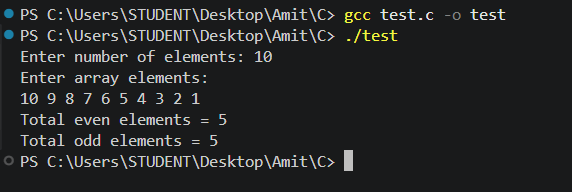 PS C:\Users\STUDENT\Desktop\Amit\C> gcc test.c -o test
PS C:\Users\STUDENT\Desktop\Amit\C> ./test
Enter number of elements: 10
Enter array elements:
10 9 8 7 6 5 4 3 2 1
Total even elements = 5
Total odd elements = 5
PS C:\Users\STUDENT\Desktop\Amit\C>